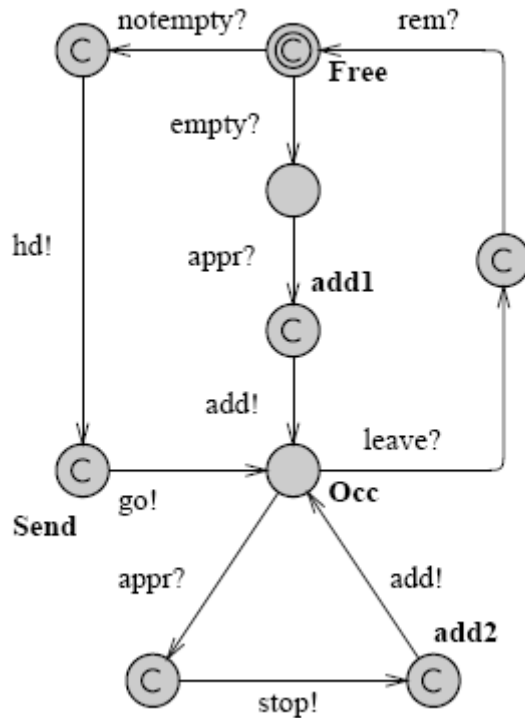 notempty?
C
C
rem?
Free
empty?
hd!
appr?
add1
C
C
add!
leave?
C
go!
Occ
Send
appr?
add!
add2
C
C
stop!